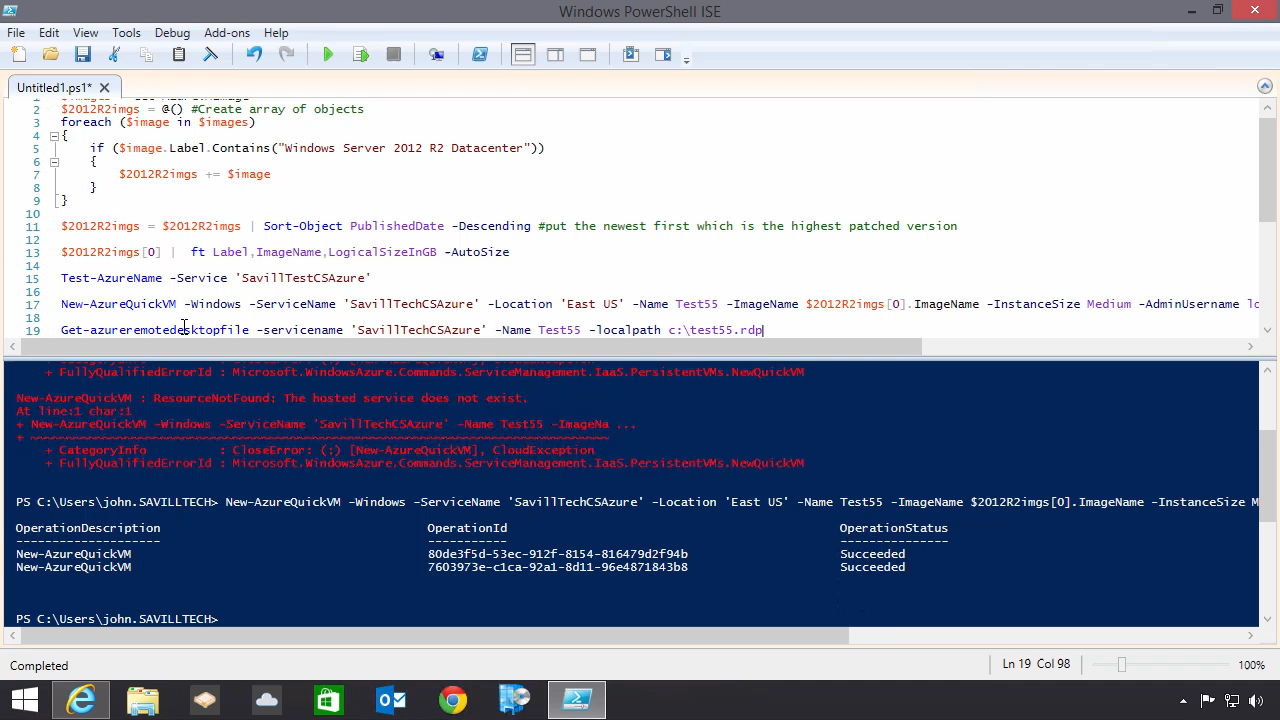 Windows PowerShell ISE
File Edit View Tools Debug Add-ons Help
Untitled1.ps1*
1
2 $2012R2imgs = @() #Create array of objects
3 foreach ($image in $images)
4 {
5 if ($image.Label.Contains("Windows Server 2012 R2 Datacenter"))
6 {
7 $2012R2imgs += $image
8 }
9 }
10
11 $2012R2imgs = $2012R2imgs | Sort-Object PublishedDate -Descending #put the newest first which is the highest patched version
12
13 $2012R2imgs[0] | ft Label,ImageName,LogicalSizeInGB -AutoSize
14
15 Test-AzureName -Service 'SavillTestCSAzure'
16
17 New-AzureQuickVM -Windows -ServiceName 'SavillTechCSAzure' -Location 'East US' -Name Test55 -ImageName $2012R2imgs[0].ImageName -InstanceSize Medium -AdminUsername lo
18
19 Get-azureremotedesktopfile -servicename 'SavillTechCSAzure' -Name Test55 -localpath c:\test55.rdp
+ FullyQualifiedErrorId : Microsoft.WindowsAzure.Commands.ServiceManagement.IaaS.PersistentVMs.NewQuickVM
New-AzureQuickVM : ResourceNotFound: The hosted service does not exist.
At line:1 char:1
+ New-AzureQuickVM -Windows -ServiceName 'SavillTechCSAzure' -Name Test55 -ImageNa ...
+ ~~~~~~~~~~~~~~~~~~~~~~~~~~~~~~~~~~~~~~~~~~~~~~~~~~~~~~~~~~~~~~~~~~~~~~~~~~~~~~~~
+ CategoryInfo : CloseError: (:) [New-AzureQuickVM], CloudException
+ FullyQualifiedErrorId : Microsoft.WindowsAzure.Commands.ServiceManagement.IaaS.PersistentVMs.NewQuickVM
PS C:\Users\john.SAVILLTECH> New-AzureQuickVM -Windows -ServiceName 'SavillTechCSAzure' -Location 'East US' -Name Test55 -ImageName $2012R2imgs[0].ImageName -InstanceSize M
OperationDescription OperationId OperationStatus
-------------------- ----------- ---------------
New-AzureQuickVM 80de3f5d-53ec-912f-8154-816479d2f94b Succeeded
New-AzureQuickVM 7603973e-c1ca-92a1-8d11-96e4871843b8 Succeeded
PS C:\Users\john.SAVILLTECH>
Completed Ln 19 Col 98 100%